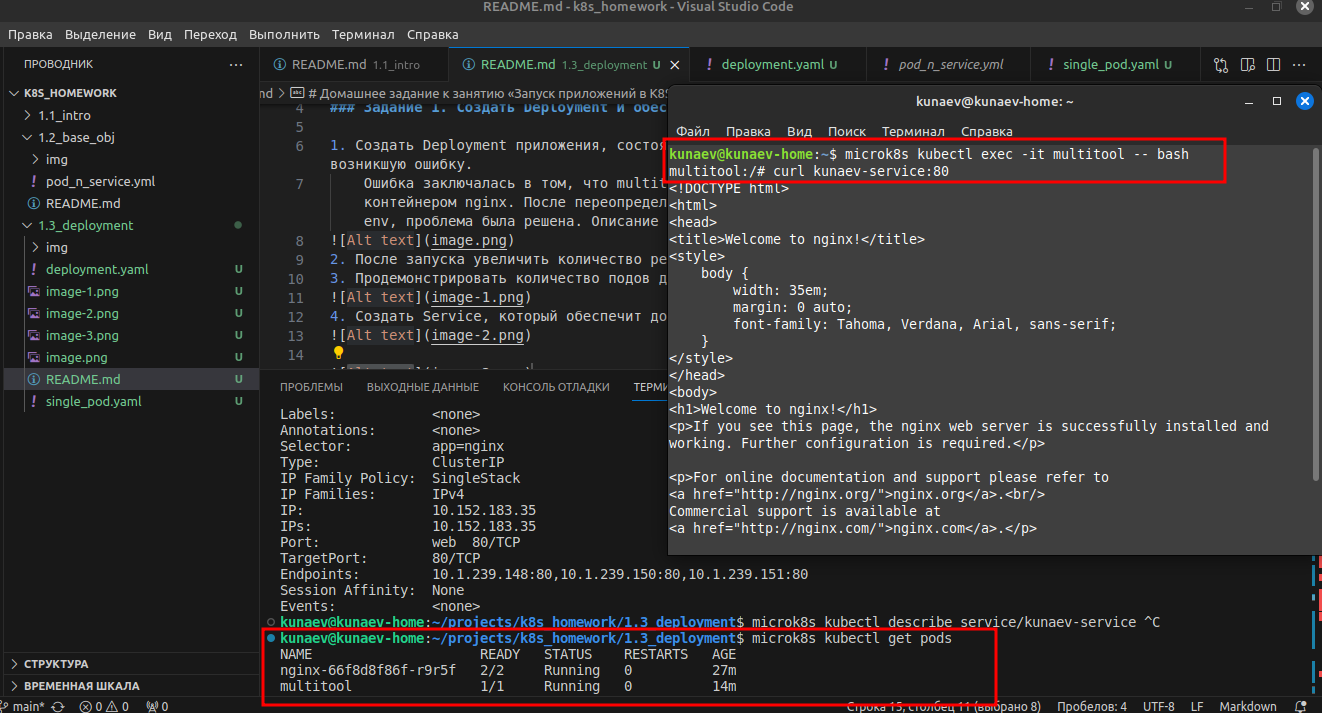 README.md - k8s_homework - Visual Studio Code
Правка Выделение Вид Переход Выполнить Терминал Справка
ПРОВОДНИК
K8S_HOMEWORK
1.1_intro
1.2_base_obj
img
pod_n_service.yml
README.md
1.3_deployment
img
deployment.yaml U
image-1.png U
image-2.png U
image-3.png U
image.png U
README.md U
single_pod.yaml U
СТРУКТУРА
ВРЕМЕННАЯ ШКАЛА
README.md 1.1_intro
README.md 1.3_deployment U
deployment.yaml U
pod_n_service.yml
single_pod.yaml U
# Домашнее задание к занятию «Запуск приложений в K8S
4 ### Задание 1. Создать Deployment и обес
5
6 1. Создать Deployment приложения, состоя
возникшую ошибку.
7 Ошибка заключалась в том, что multit
контейнером nginx. После переопредел
env, проблема была решена. Описание
8 ![Alt text](image.png)
9 2. После запуска увеличить количество ре
10 3. Продемонстрировать количество подов д
11 ![Alt text](image-1.png)
12 4. Создать Service, который обеспечит до
13 ![Alt text](image-2.png)
14
ПРОБЛЕМЫ ВЫХОДНЫЕ ДАННЫЕ КОНСОЛЬ ОТЛАДКИ ТЕРМИ
Labels: <none>
Annotations: <none>
Selector: app=nginx
Type: ClusterIP
IP Family Policy: SingleStack
IP Families: IPv4
IP: 10.152.183.35
IPs: 10.152.183.35
Port: web 80/TCP
TargetPort: 80/TCP
Endpoints: 10.1.239.148:80,10.1.239.150:80,10.1.239.151:80
Session Affinity: None
Events: <none>
kunaev@kunaev-home:~/projects/k8s_homework/1.3_deployment$ microk8s kubectl describe service/kunaev-service ^C
kunaev@kunaev-home:~/projects/k8s_homework/1.3_deployment$ microk8s kubectl get pods
NAME READY STATUS RESTARTS AGE
nginx-66f8d8f86f-r9r5f 2/2 Running 0 27m
multitool 1/1 Running 0 14m
kunaev@kunaev-home: ~
Файл Правка Вид Поиск Терминал Справка
kunaev@kunaev-home:~$ microk8s kubectl exec -it multitool -- bash
multitool:/# curl kunaev-service:80
<!DOCTYPE html>
<html>
<head>
<title>Welcome to nginx!</title>
<style>
body {
width: 35em;
margin: 0 auto;
font-family: Tahoma, Verdana, Arial, sans-serif;
}
</style>
</head>
<body>
<h1>Welcome to nginx!</h1>
<p>If you see this page, the nginx web server is successfully installed and
working. Further configuration is required.</p>
<p>For online documentation and support please refer to
<a href="http://nginx.org/">nginx.org</a>.<br/>
Commercial support is available at
<a href="http://nginx.com/">nginx.com</a>.</p>
main* 0 0 0 Строка 15, столбец 11 (выбрано 8) Пробелов: 4 UTF-8 LF Markdown